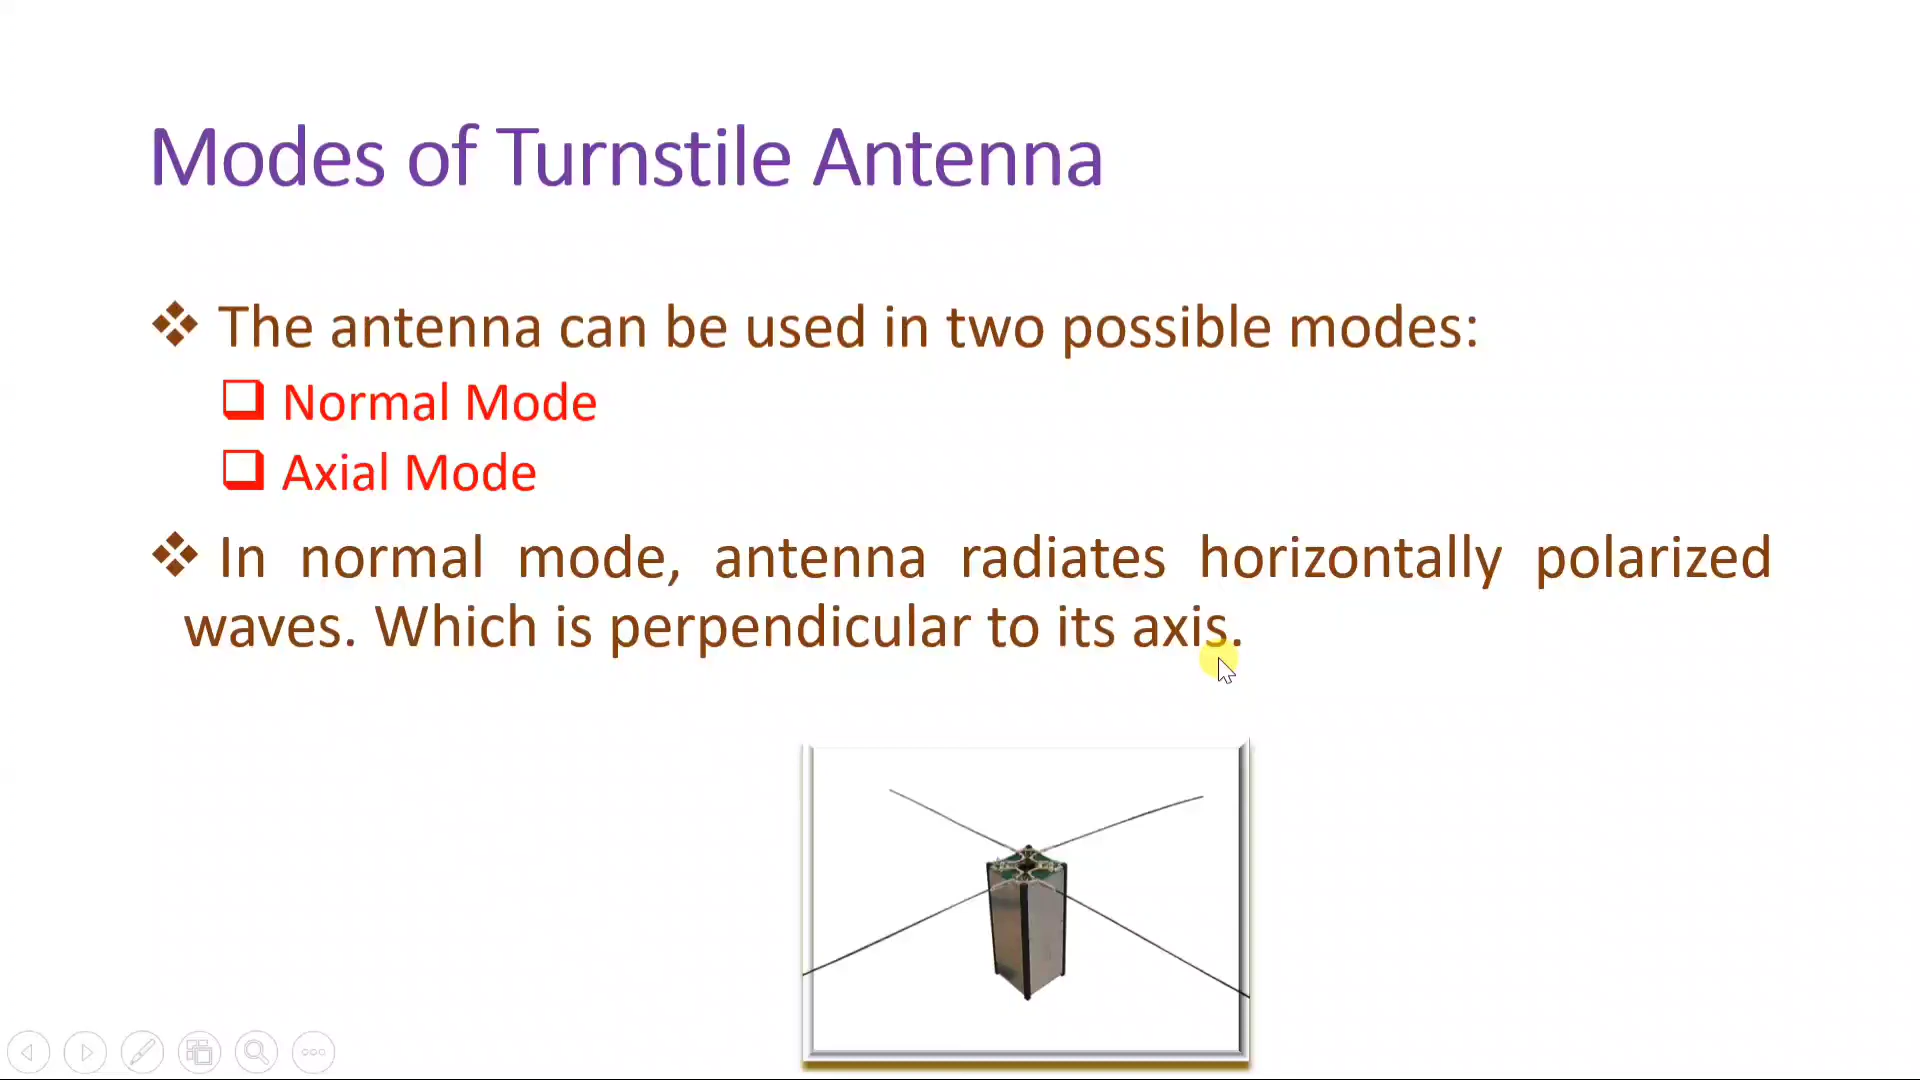 Modes of Turnstile Antenna
The antenna can be used in two possible modes:
Normal Mode
Axial Mode
In normal mode, antenna radiates horizontally polarized
waves. Which is perpendicular to its axis.